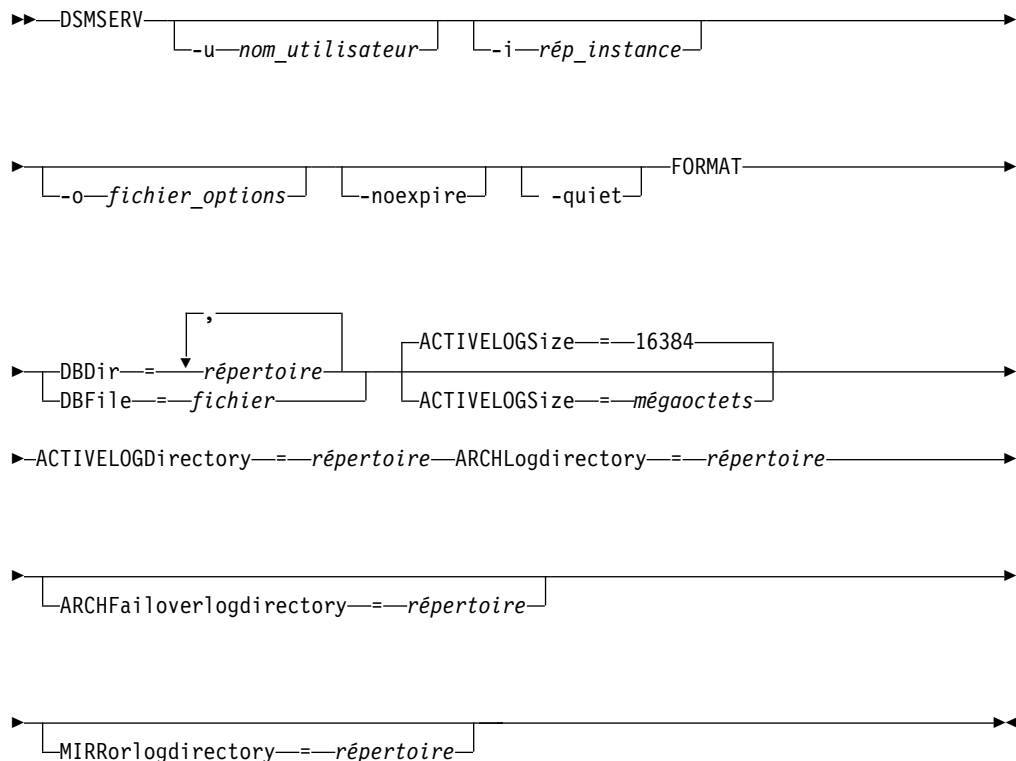 DSMSERV
-u nom_utilisateur -i rép_instance
FORMAT
-o fichier_options -noexpire -quiet
,
ACTIVELOGSize = 16384
DBDir = répertoire
DBFile = fichier ACTIVELOGSize = mégaoctets
ACTIVELOGDirectory = répertoire ARCHLogdirectory = répertoire
ARCHFailoverlogdirectory = répertoire
MIRRorlogdirectory = répertoire